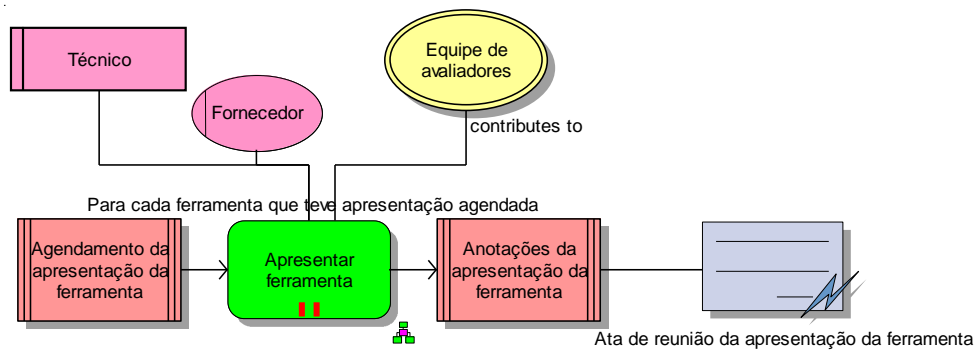 Técnico
Equipe de
avaliadores
Fornecedor
contributes to
Para cada ferramenta que teve apresentação agendada
Agendamento da
apresentação da
ferramenta
Apresentar
ferramenta
Anotações da
apresentação da
ferramenta
Ata de reunião da apresentação da ferramenta